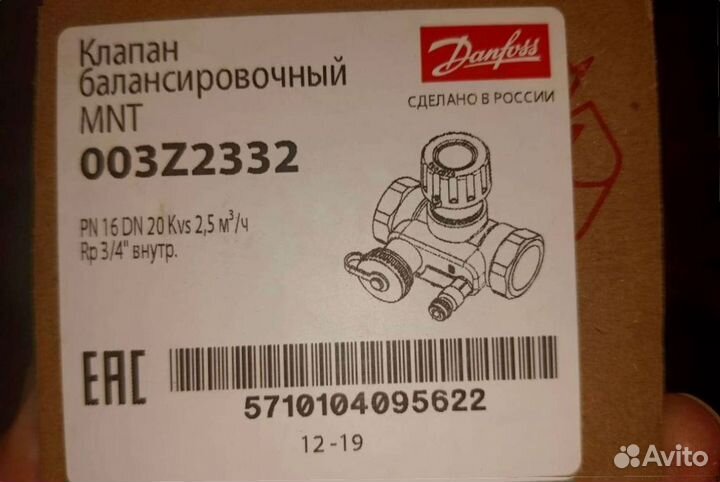 Клапан
балансировочный
MNT
003Z2332
Danfoss
СДЕЛАНО В РОССИИ
PN 16 DN 20 Kvs 2,5 м³/ч
Rp 3/4" внутр.
EAC
5710104095622
12-19
Avito